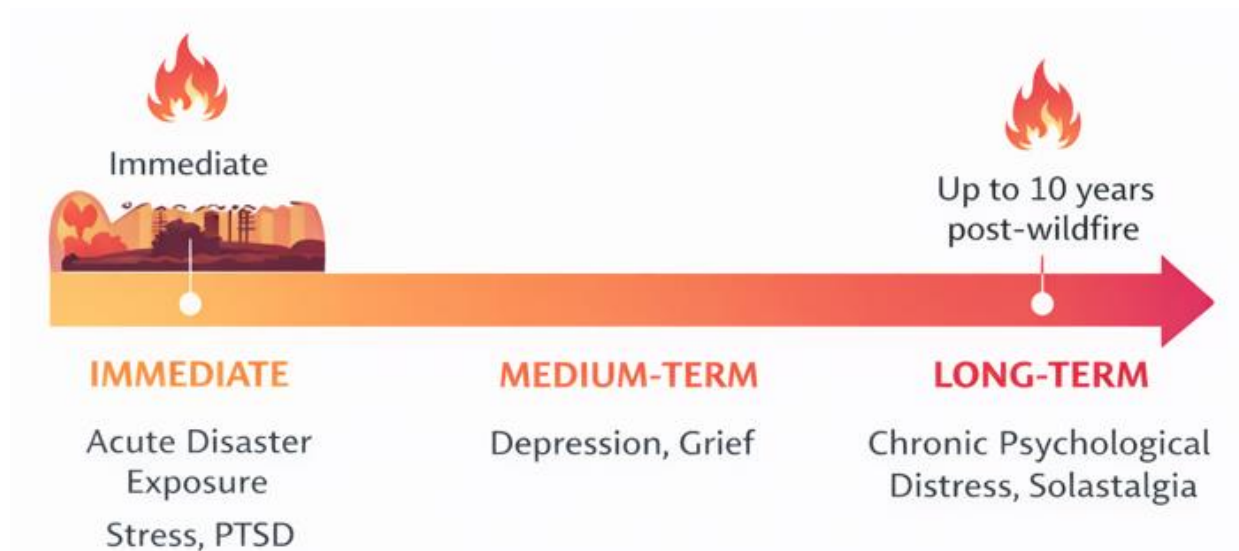 Immediate
Up to 10 years
post-wildfire
IMMEDIATE
MEDIUM-TERM
LONG-TERM
Acute Disaster
Exposure
Stress, PTSD
Depression, Grief
Chronic Psychological
Distress, Solastalgia